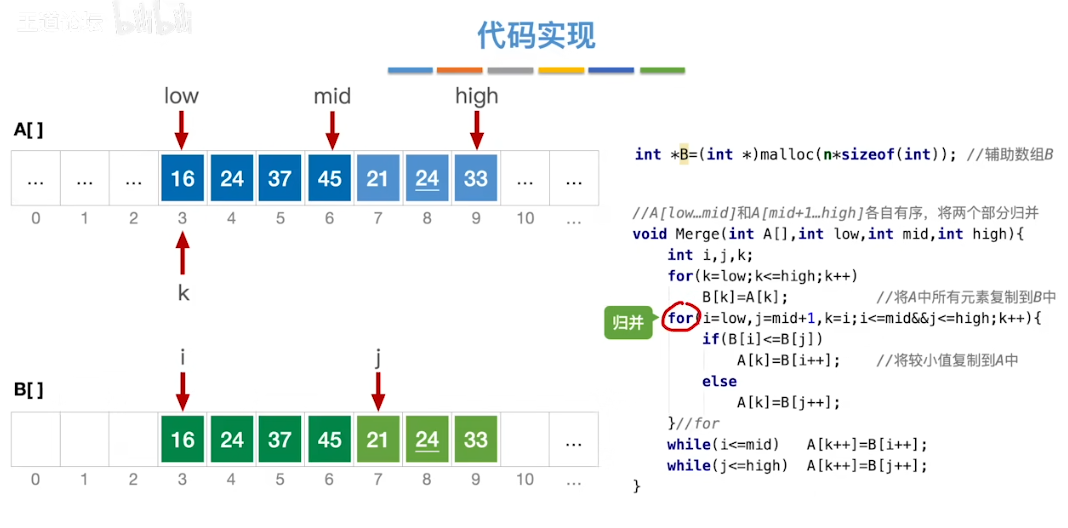 王道论坛 bilibili
代码实现
low mid high
A[ ]
... ... ... 16 24 37 45 21 24 33 ... ...
0 1 2 3 4 5 6 7 8 9 10 ...
k
i j
B[ ]
16 24 37 45 21 24 33 ...
0 1 2 3 4 5 6 7 8 9 10 ...
int *B=(int *)malloc(n*sizeof(int)); //辅助数组B
//A[low…mid]和A[mid+1…high]各自有序，将两个部分归并
void Merge(int A[],int low,int mid,int high){
int i,j,k;
for(k=low;k<=high;k++)
B[k]=A[k]; //将A中所有元素复制到B中
归并
for(i=low,j=mid+1,k=i;i<=mid&&j<=high;k++){
if(B[i]<=B[j])
A[k]=B[i++]; //将较小值复制到A中
else
A[k]=B[j++];
}//for
while(i<=mid) A[k++]=B[i++];
while(j<=high) A[k++]=B[j++];
}